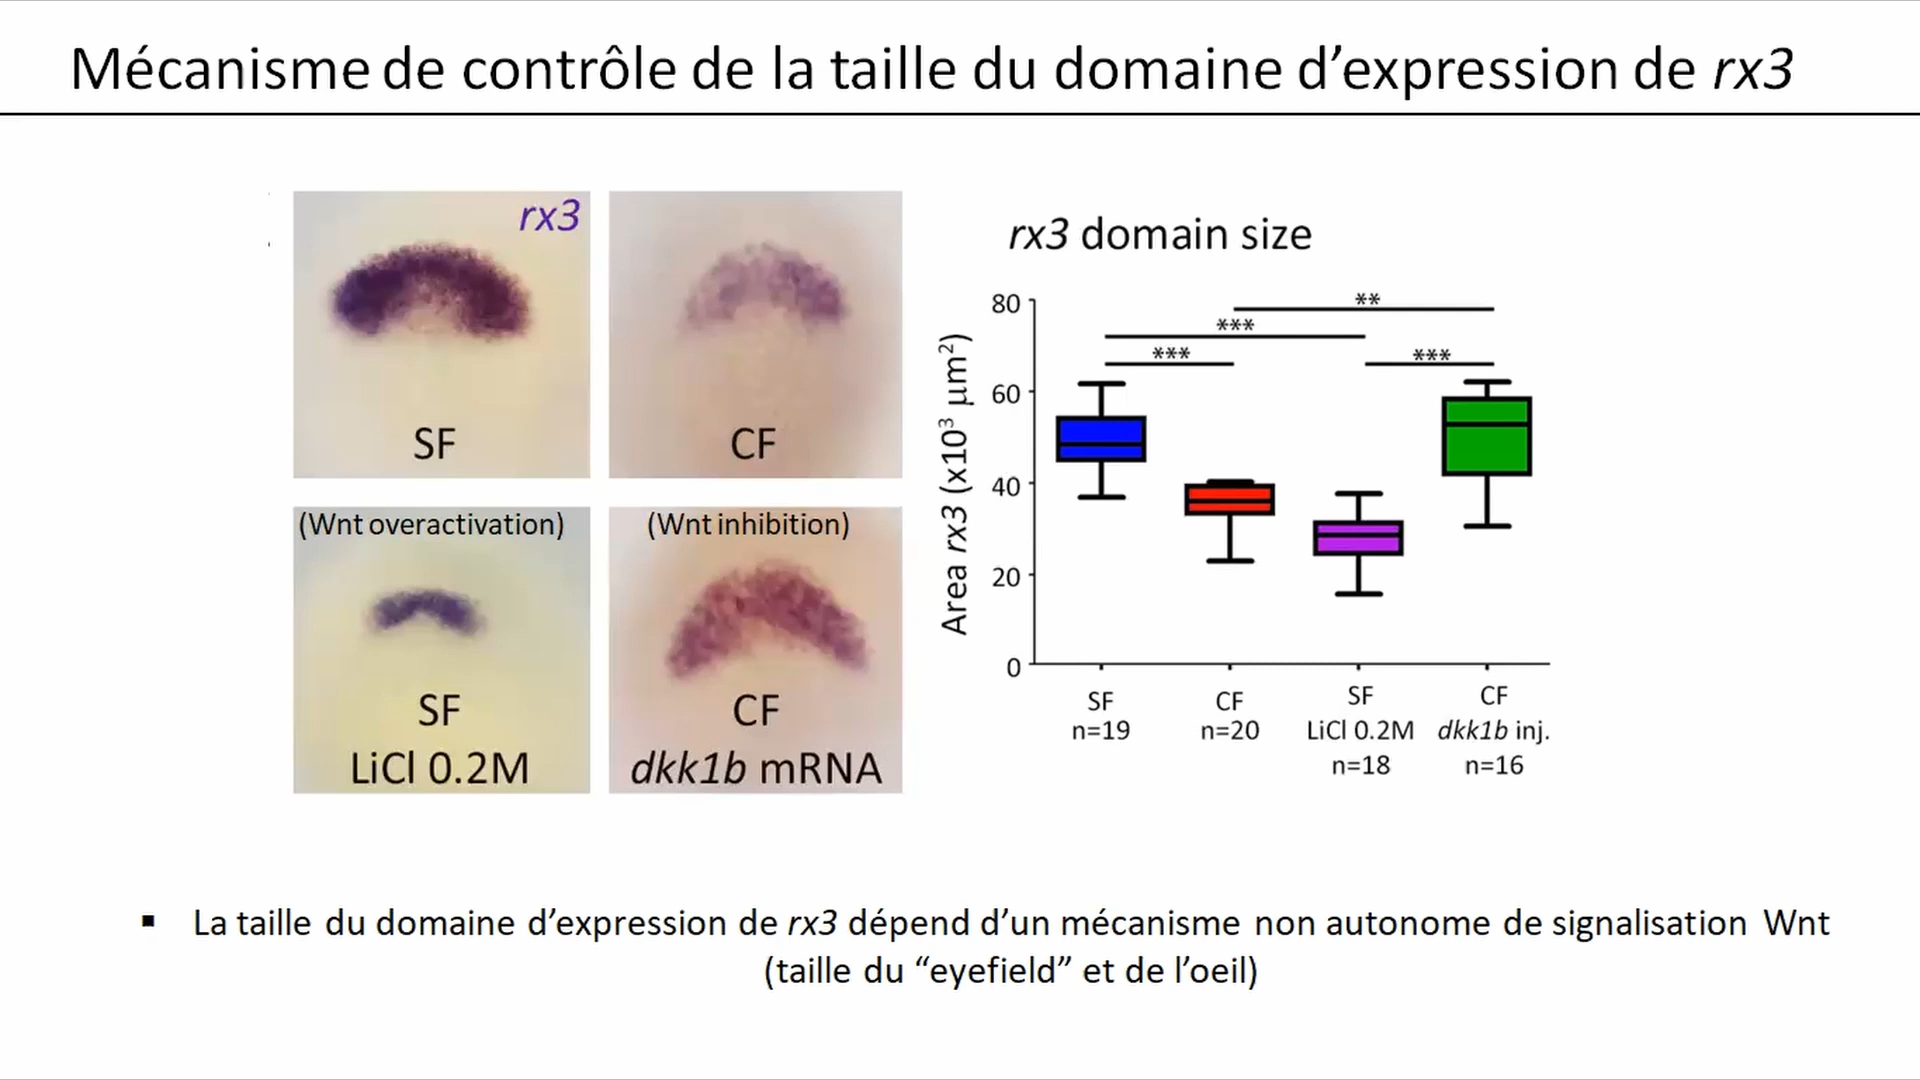 Mécanisme de contrôle de la taille du domaine d’expression de rx3
rx3
SF
CF
(Wnt overactivation)
SF
LiCl 0.2M
(Wnt inhibition)
CF
dkk1b mRNA
rx3 domain size
Area rx3 (x10³ µm²)
80
60
40
20
0
**
***
***
***
SF
n=19
CF
n=20
SF
LiCl 0.2M
n=18
CF
dkk1b inj.
n=16
▪ La taille du domaine d’expression de rx3 dépend d’un mécanisme non autonome de signalisation Wnt
(taille du “eyefield” et de l’oeil)